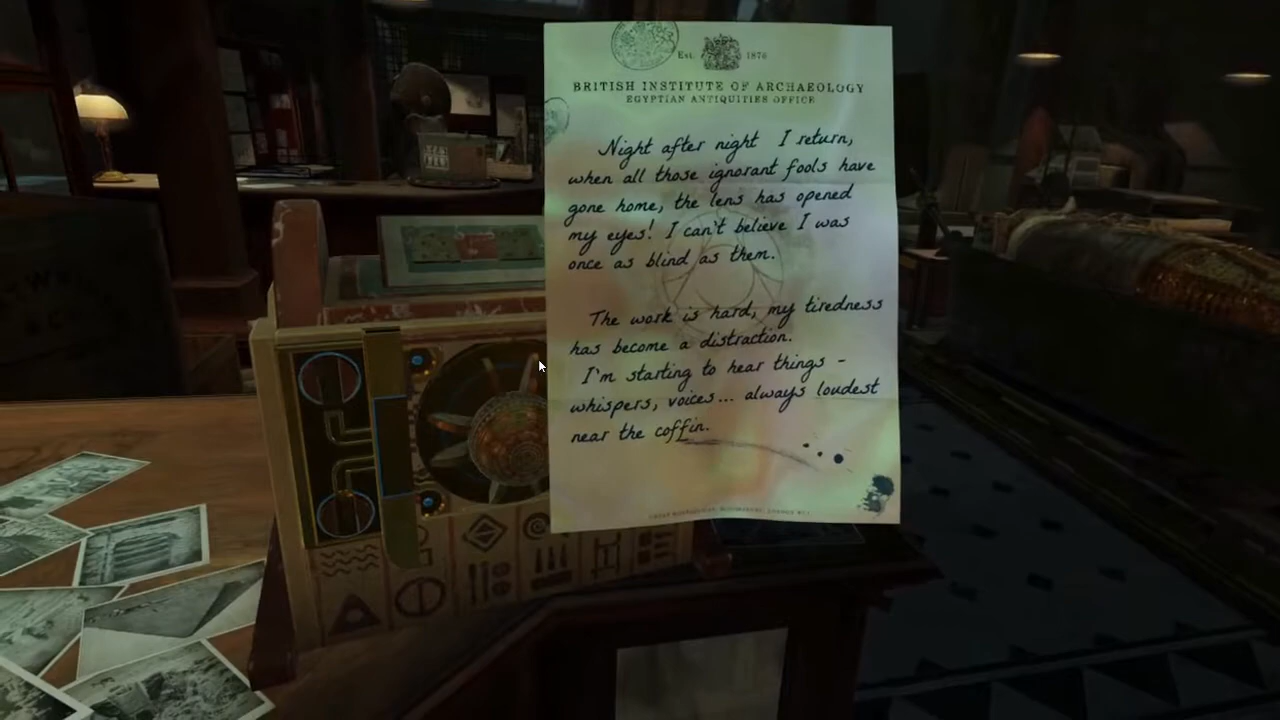 Est. 1876
BRITISH INSTITUTE OF ARCHAEOLOGY
EGYPTIAN ANTIQUITIES OFFICE
Night after night I return,
when all those ignorant fools have
gone home, the lens has opened
my eyes! I can't believe I was
once as blind as them.
The work is hard, my tiredness
has become a distraction.
I'm starting to hear things -
whispers, voices... always loudest
near the coffin.